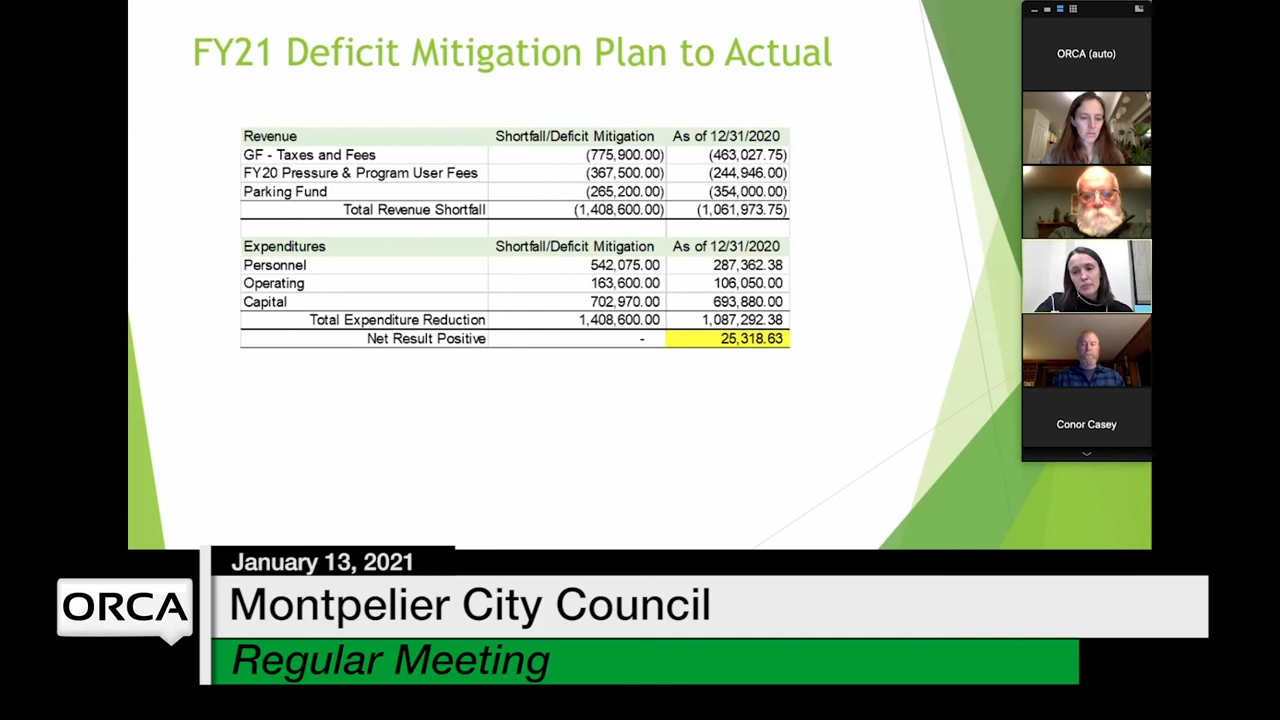 FY21 Deficit Mitigation Plan to Actual
Revenue Shortfall/Deficit Mitigation As of 12/31/2020
GF - Taxes and Fees (775,900.00) (463,027.75)
FY20 Pressure & Program User Fees (367,500.00) (244,946.00)
Parking Fund (265,200.00) (354,000.00)
Total Revenue Shortfall (1,408,600.00) (1,061,973.75)
Expenditures Shortfall/Deficit Mitigation As of 12/31/2020
Personnel 542,075.00 287,362.38
Operating 163,600.00 106,050.00
Capital 702,970.00 693,880.00
Total Expenditure Reduction 1,408,600.00 1,087,292.38
Net Result Positive - 25,318.63
ORCA (auto)
Conor Casey
January 13, 2021
ORCA
Montpelier City Council
Regular Meeting